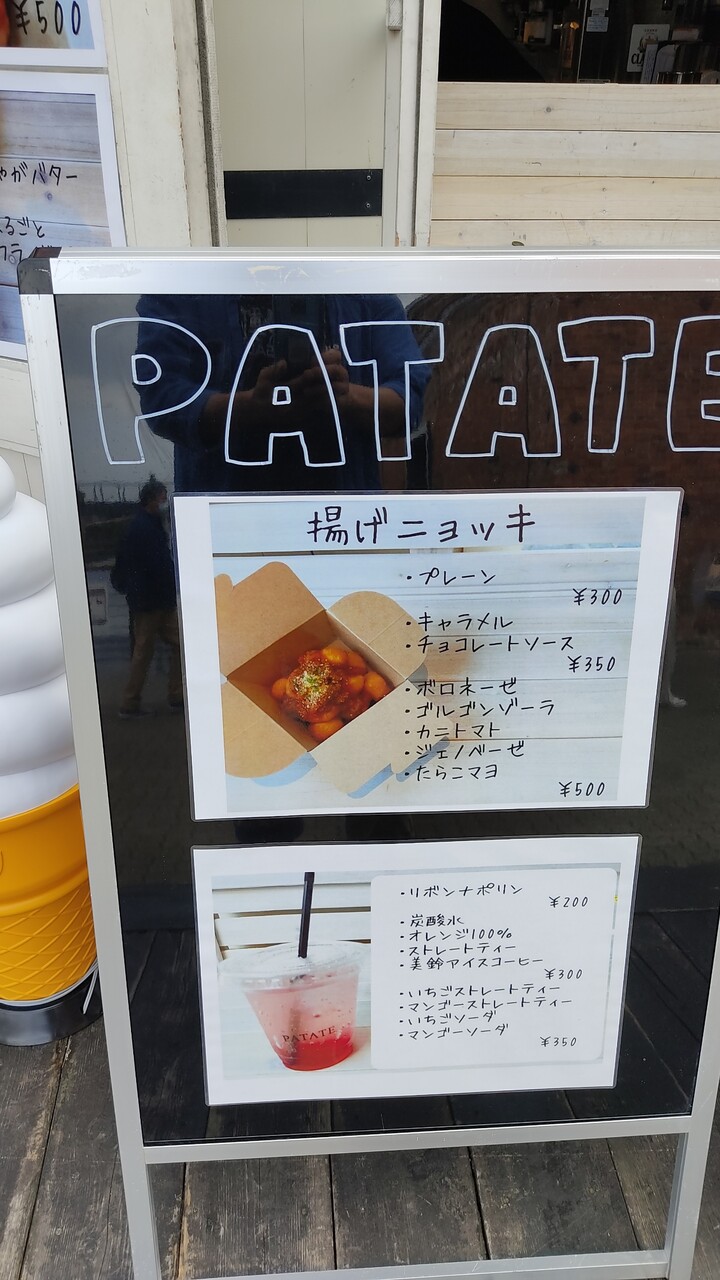 ¥500
ゃがバター
るごと
フライ
PATATE
揚げニョッキ
・プレーン
¥300
・キャラメル
・チョコレートソース
¥350
・ボロネーゼ
・ゴルゴンゾーラ
・カニトマト
・ジェノベーゼ
・たらこマヨ
¥500
・リボンナポリン
¥200
・炭酸水
・オレンジ100%
・ストレートティー
・美鈴アイスコーヒー
¥300
・いちごストレートティー
・マンゴーストレートティー
・いちごソーダ
・マンゴーソーダ
¥350
PATATE